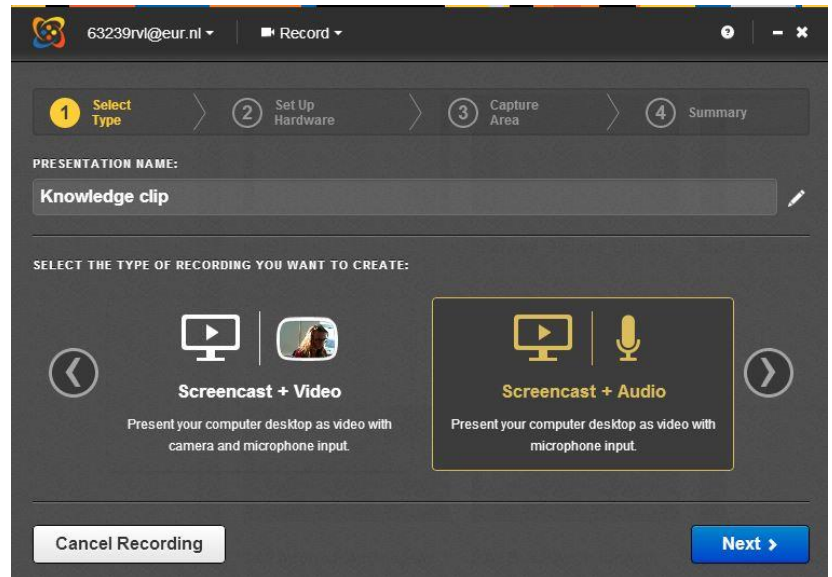 63239rvl@eur.nl Record ?
1 Select Type 2 Set Up Hardware 3 Capture Area 4 Summary
PRESENTATION NAME:
Knowledge clip
SELECT THE TYPE OF RECORDING YOU WANT TO CREATE:
Screencast + Video
Present your computer desktop as video with
camera and microphone input.
Screencast + Audio
Present your computer desktop as video with
microphone input.
Cancel Recording
Next